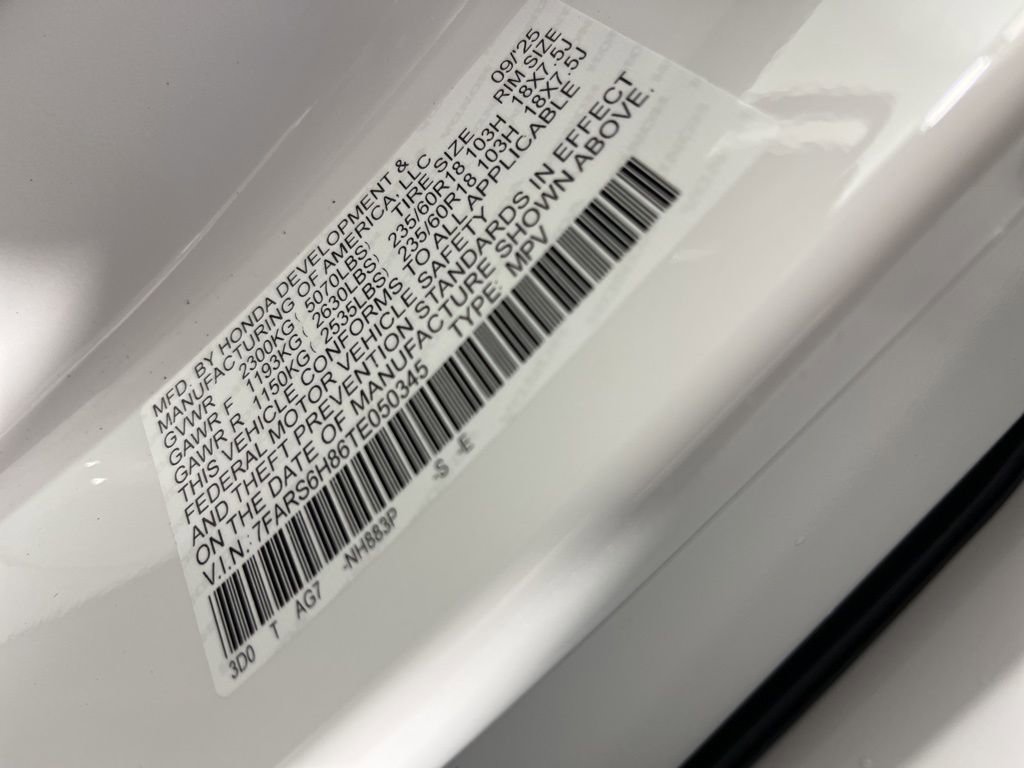 MFD. BY HONDA DEVELOPMENT & 09/'25
MANUFACTURING OF AMERICA, LLC TIRE SIZE RIM SIZE
GVWR 2300KG (5070LBS)
GAWR F 1193KG (2630LBS) 235/60R18 103H 18X7.5J
GAWR R 1150KG (2535LBS) 235/60R18 103H 18X7.5J
THIS VEHICLE CONFORMS TO ALL APPLICABLE
FEDERAL MOTOR VEHICLE SAFETY
AND THEFT PREVENTION STANDARDS IN EFFECT
ON THE DATE OF MANUFACTURE SHOWN ABOVE.
V.I.N: 7FARS6H86TE050345 TYPE: MPV
3D0 T AG7 -NH883P -S -E